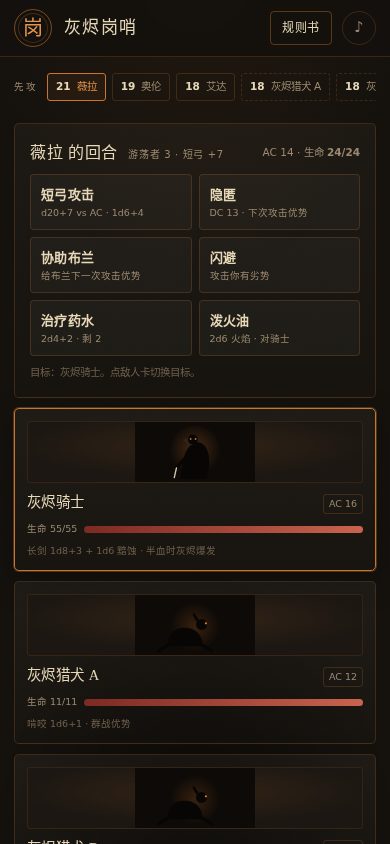 岗 灰烬岗哨 规则书 ♪
先攻 21 薇拉 19 奥伦 18 艾达 18 灰烬猎犬 A 18 灰
薇拉 的回合 游荡者 3 · 短弓 +7 AC 14 · 生命 24/24
短弓攻击 隐匿
d20+7 vs AC · 1d6+4 DC 13 · 下次攻击优势
协助布兰 闪避
给布兰下一次攻击优势 攻击你有劣势
治疗药水 泼火油
2d4+2 · 剩 2 2d6 火焰 · 对骑士
目标：灰烬骑士。点敌人卡切换目标。
灰烬骑士 AC 16
生命 55/55
长剑 1d8+3 + 1d6 黯蚀 · 半血时灰烬爆发
灰烬猎犬 A AC 12
生命 11/11
啃咬 1d6+1 · 群战优势